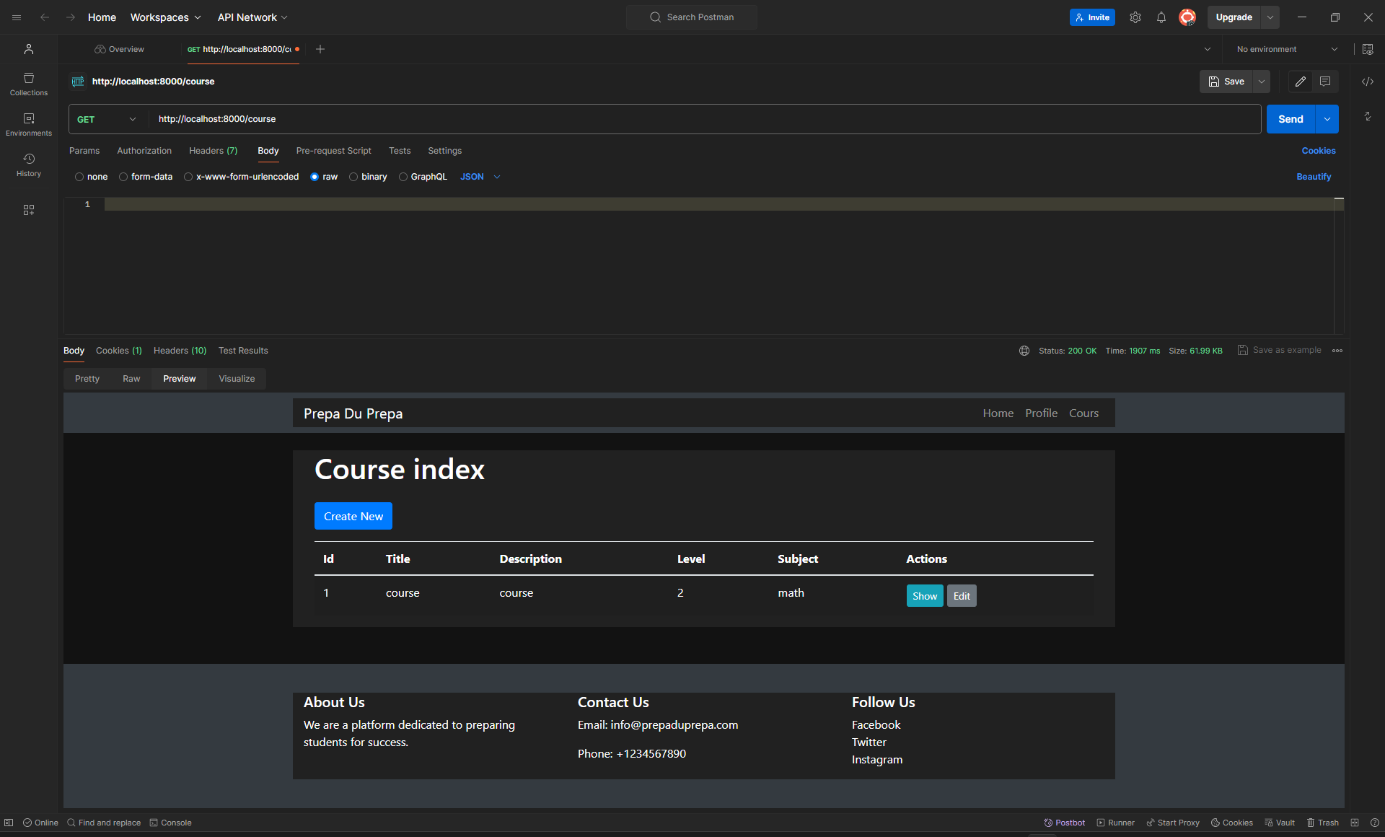 Home Workspaces API Network Search Postman Invite Upgrade
Overview GET http://localhost:8000/co No environment
http://localhost:8000/course Save
GET http://localhost:8000/course Send
Params Authorization Headers (7) Body Pre-request Script Tests Settings Cookies
none form-data x-www-form-urlencoded raw binary GraphQL JSON Beautify
Collections
Environments
History
1
Body Cookies (1) Headers (10) Test Results Status: 200 OK Time: 1907 ms Size: 61.99 KB Save as example
Pretty Raw Preview Visualize
Prepa Du Prepa Home Profile Cours
Course index
Create New
Id Title Description Level Subject Actions
1 course course 2 math Show Edit
About Us Contact Us Follow Us
We are a platform dedicated to preparing Email: info@prepaduprepa.com Facebook
students for success. Twitter
Phone: +1234567890
Instagram
Online Find and replace Console Postbot Runner Start Proxy Cookies Vault Trash